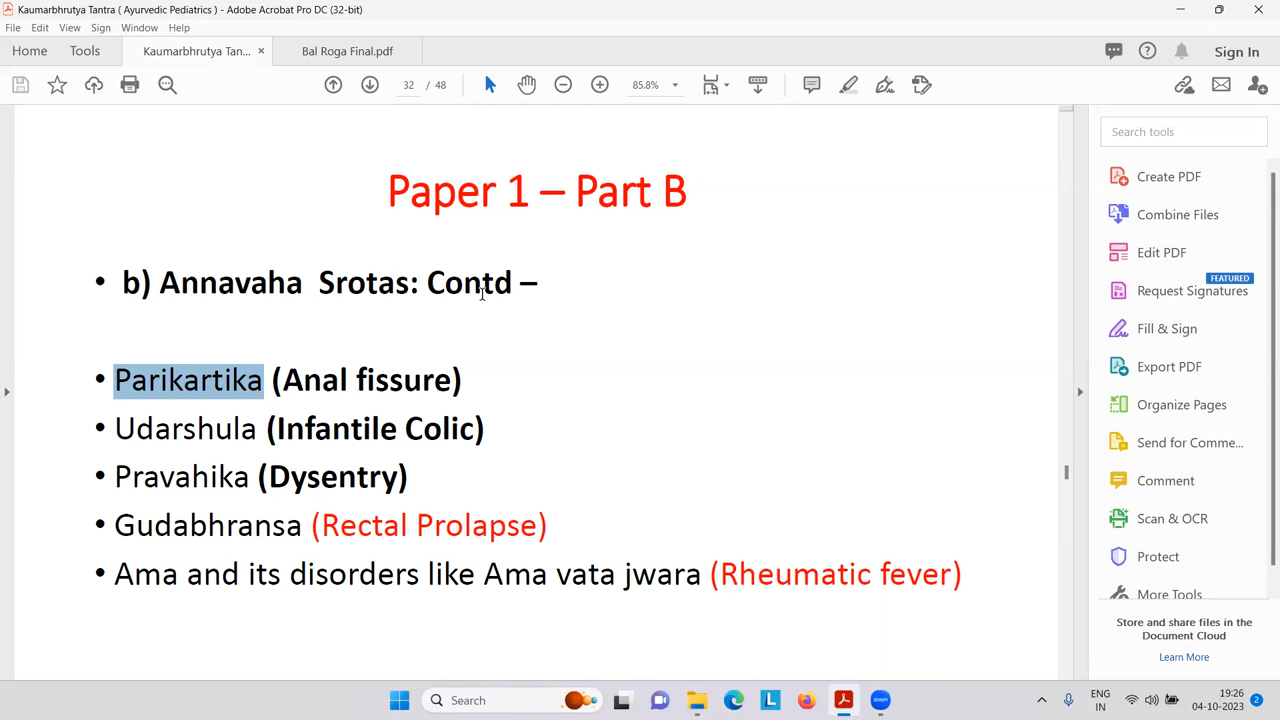 Kaumarbhrutya Tantra ( Ayurvedic Pediatrics ) - Adobe Acrobat Pro DC (32-bit)
File Edit View Sign Window Help
Home Tools Kaumarbhrutya Tan... × Bal Roga Final.pdf Sign In
32 / 48 85.8%
Search tools
Paper 1 – Part B
• b) Annavaha Srotas: Contd –
• Parikartika (Anal fissure)
• Udarshula (Infantile Colic)
• Pravahika (Dysentry)
• Gudabhransa (Rectal Prolapse)
• Ama and its disorders like Ama vata jwara (Rheumatic fever)
Create PDF
Combine Files
Edit PDF
FEATURED
Request Signatures
Fill & Sign
Export PDF
Organize Pages
Send for Comme...
Comment
Scan & OCR
Protect
More Tools
Store and share files in the
Document Cloud
Learn More
Search
zoom
L
ENG
IN
19:26
04-10-2023
2